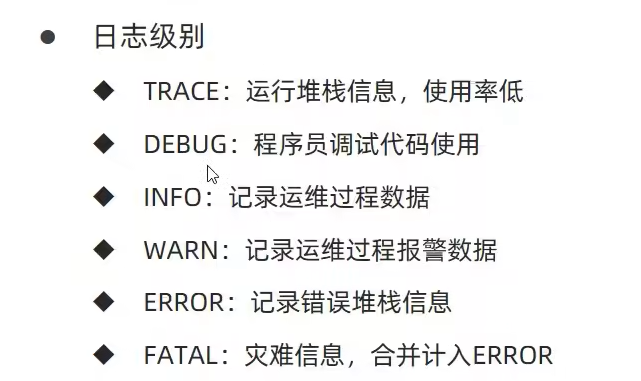 日志级别
TRACE：运行堆栈信息，使用率低
DEBUG：程序员调试代码使用
INFO：记录运维过程数据
WARN：记录运维过程报警数据
ERROR：记录错误堆栈信息
FATAL：灾难信息，合并计入ERROR